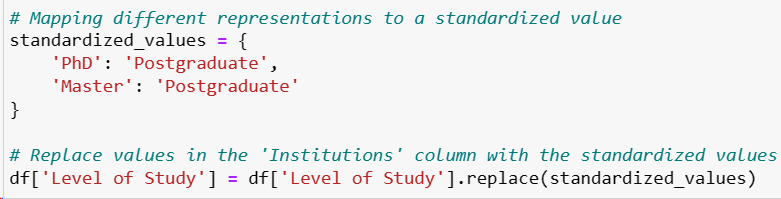 # Mapping different representations to a standardized value
standardized_values = {
    'PhD': 'Postgraduate',
    'Master': 'Postgraduate'
}
# Replace values in the 'Institutions' column with the standardized values
df['Level of Study'] = df['Level of Study'].replace(standardized_values)